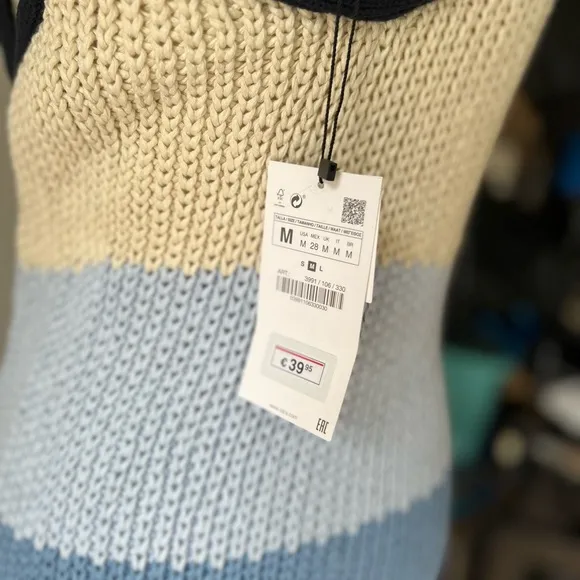 TALLA / SIZE / TAMANHO / TAILLE / MAAT / ΜΕΓΕΘΟΣ
M
USA MEX UK IT BR
M 28 M M M
S M L
ART.: 3991 / 106 / 330
€ 39 95
www.zara.com
EAC